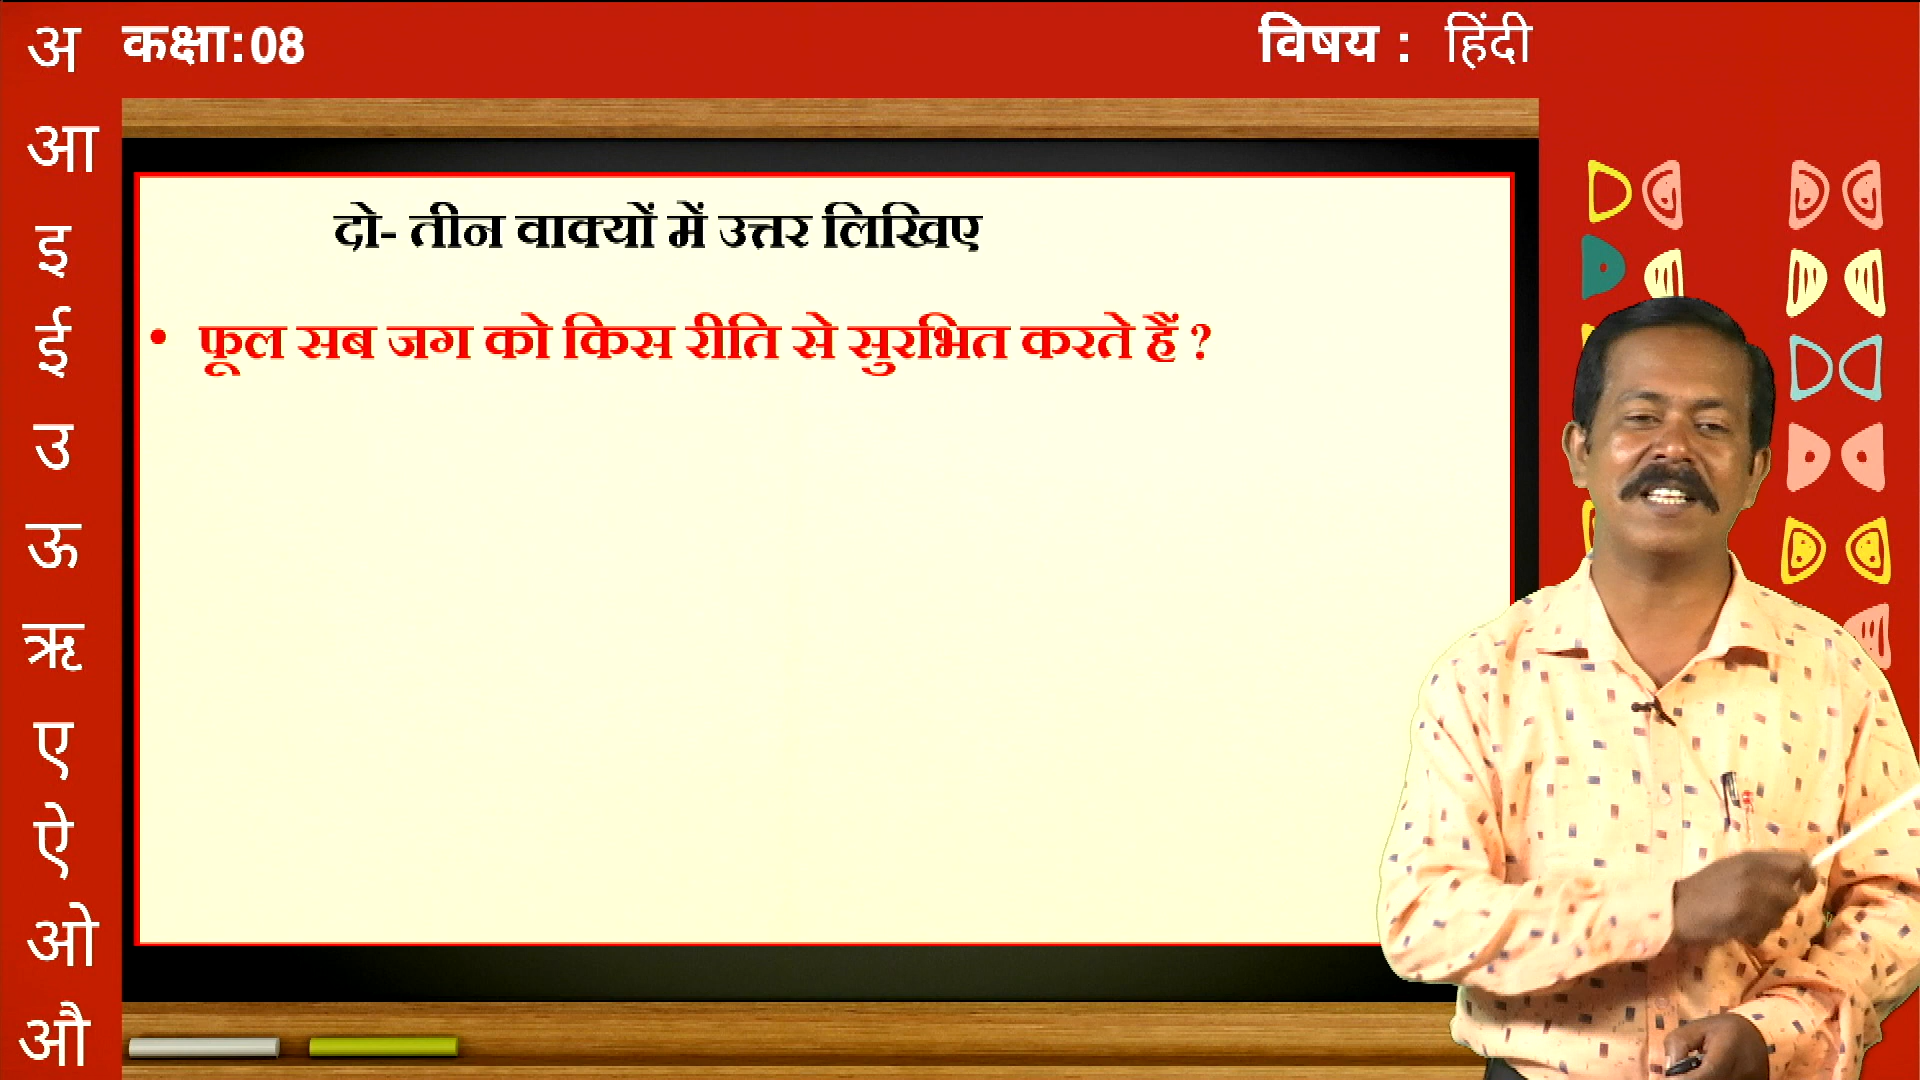 कक्षा:08
विषय : हिंदी
अ
आ
इ
ई
उ
ऊ
ऋ
ए
ऐ
ओ
औ
दो- तीन वाक्यों में उत्तर लिखिए
• फूल सब जग को किस रीति से सुरभित करते हैं ?